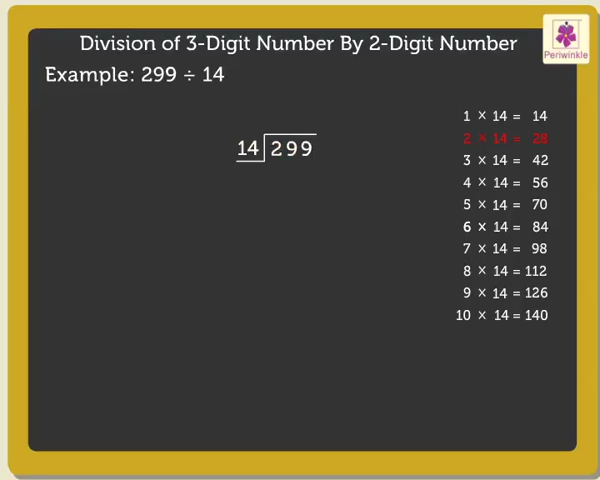 Division of 3-Digit Number By 2-Digit Number
Periwinkle
Example: 299 ÷ 14
14 299
1 × 14 = 14
2 × 14 = 28
3 × 14 = 42
4 × 14 = 56
5 × 14 = 70
6 × 14 = 84
7 × 14 = 98
8 × 14 = 112
9 × 14 = 126
10 × 14 = 140